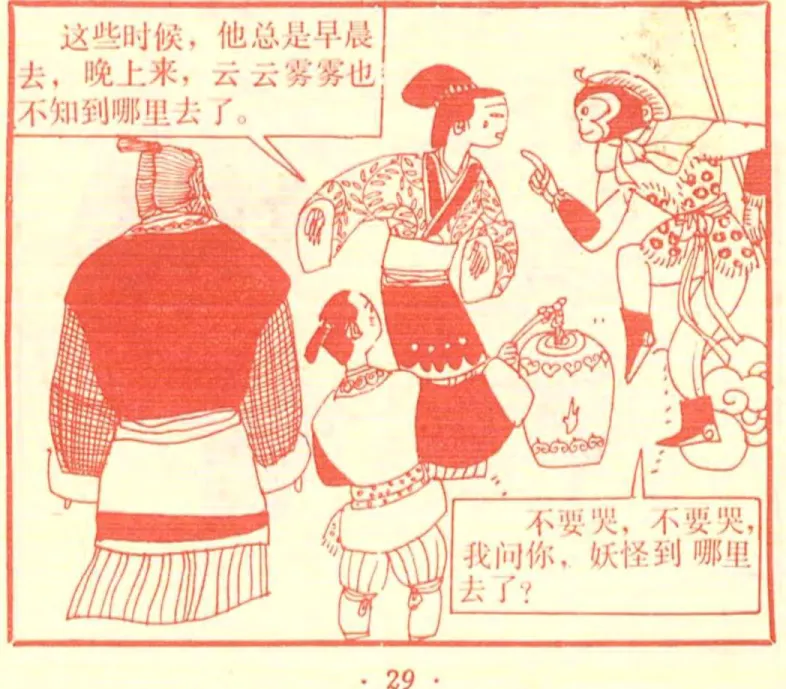 这些时候，他总是早晨
去，晚上来，云云雾雾也
不知到哪里去了。
不要哭，不要哭，
我问你，妖怪到哪里
去了？
· 29 ·